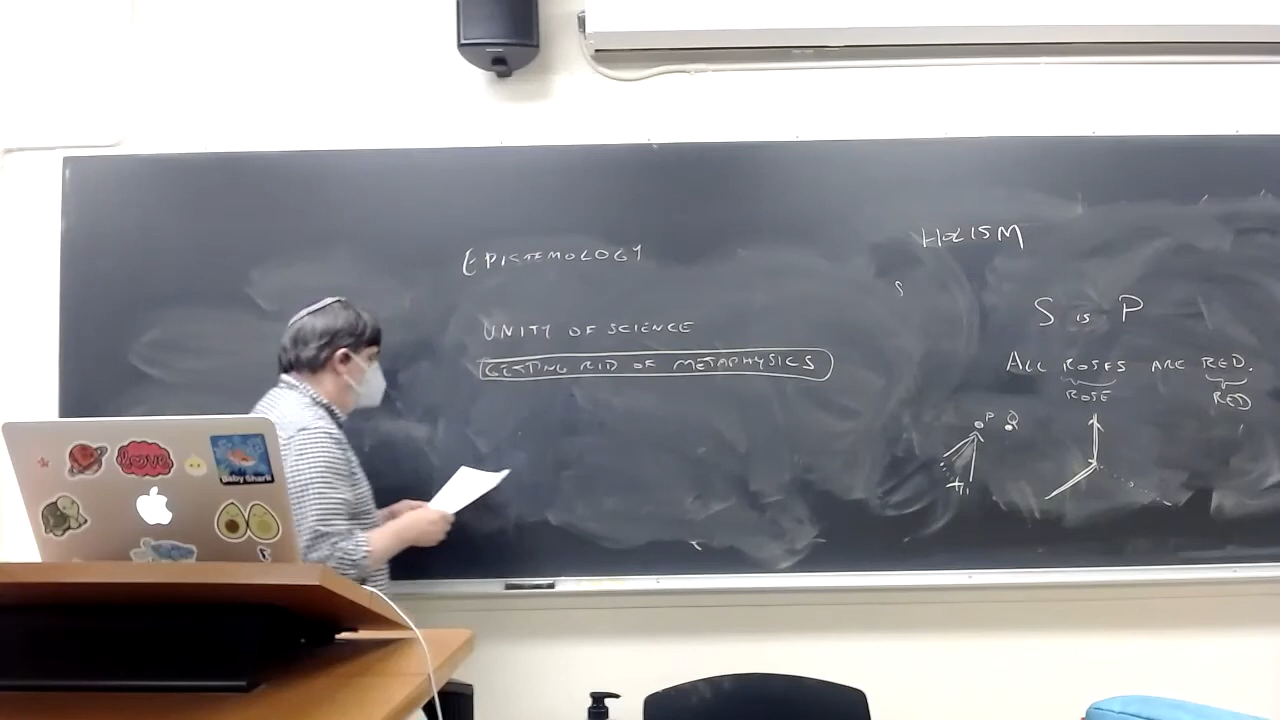 EPISTEMOLOGY
UNITY OF SCIENCE
GETTING RID OF METAPHYSICS
HOLISM
S
S is P
ALL ROSES ARE RED.
ROSE RED
P Q
love
Baby Shark